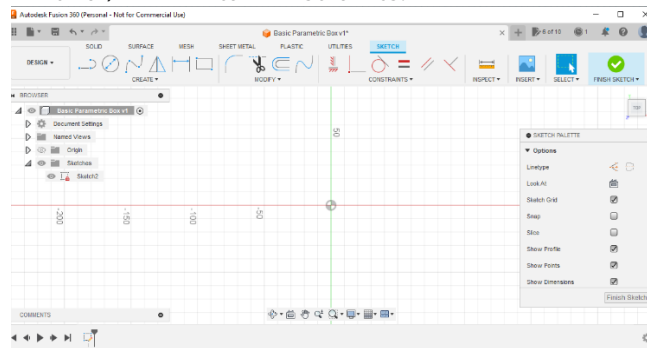 Autodesk Fusion 360 (Personal - Not for Commercial Use)
Basic Parametric Box v1*
6 of 10
1
SOLID SURFACE MESH SHEET METAL PLASTIC UTILITIES SKETCH
DESIGN
CREATE
MODIFY
CONSTRAINTS
INSPECT
INSERT
SELECT
FINISH SKETCH
BROWSER
Basic Parametric Box v1
Document Settings
Named Views
Origin
Sketches
Sketch2
TOP
50
-200
-150
-100
-50
SKETCH PALETTE
Options
Linetype
Look At
Sketch Grid
Snap
Slice
Show Profile
Show Points
Show Dimensions
Finish Sketch
COMMENTS